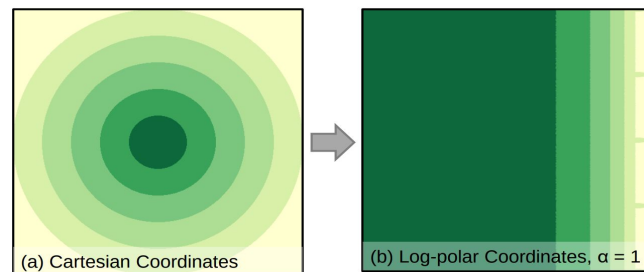 (a) Cartesian Coordinates
(b) Log-polar Coordinates, α = 1